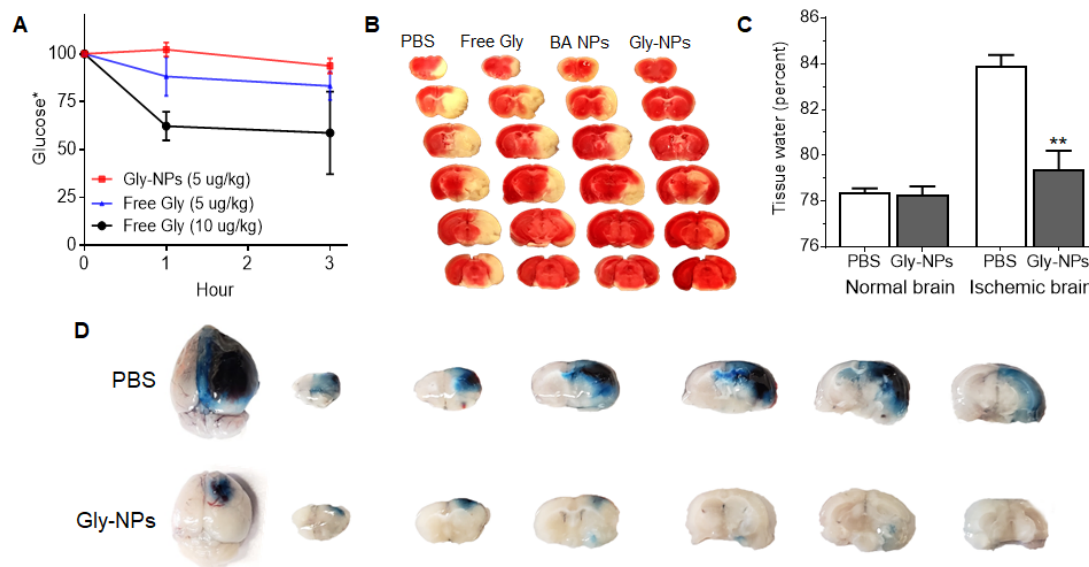 A
Glucose*
100
75
50
25
0
Gly-NPs (5 ug/kg)
Free Gly (5 ug/kg)
Free Gly (10 ug/kg)
0 1 2 3
Hour
B
PBS Free Gly BA NPs Gly-NPs
C
Tissue water (percent)
86
84
82
80
78
76
**
PBS Gly-NPs PBS Gly-NPs
Normal brain Ischemic brain
D
PBS
Gly-NPs